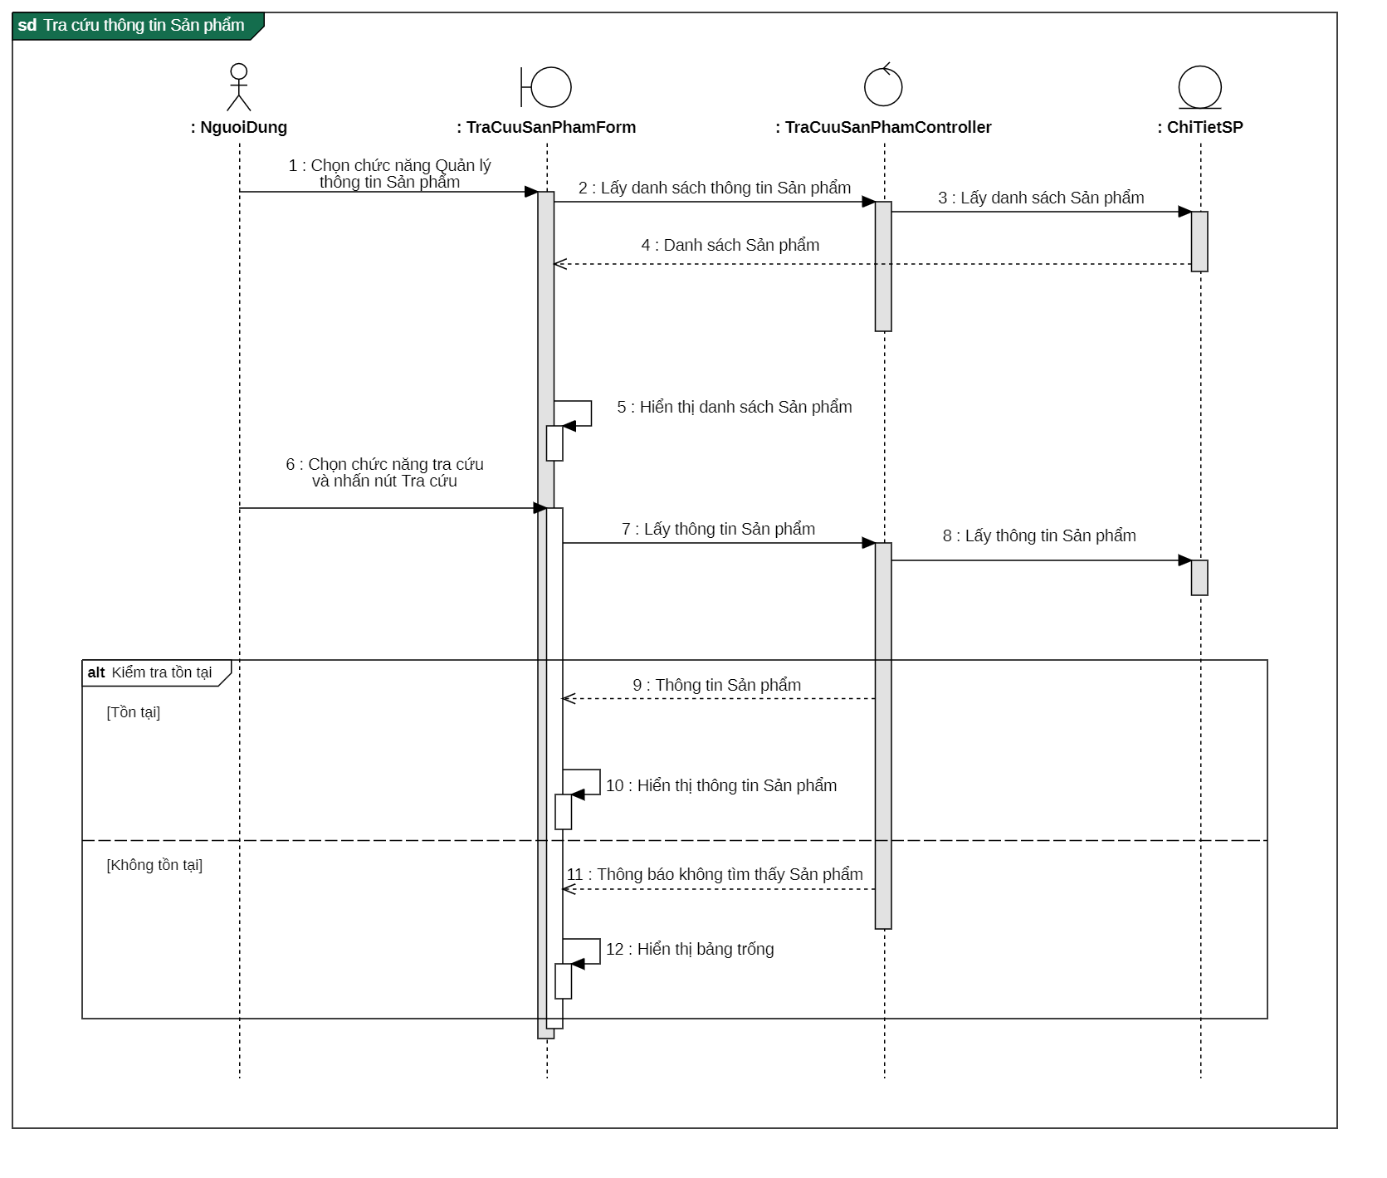 sd Tra cứu thông tin Sản phẩm
: NguoiDung
: TraCuuSanPhamForm
: TraCuuSanPhamController
: ChiTietSP
1 : Chọn chức năng Quản lý
thông tin Sản phẩm
2 : Lấy danh sách thông tin Sản phẩm
3 : Lấy danh sách Sản phẩm
4 : Danh sách Sản phẩm
5 : Hiển thị danh sách Sản phẩm
6 : Chọn chức năng tra cứu
và nhấn nút Tra cứu
7 : Lấy thông tin Sản phẩm
8 : Lấy thông tin Sản phẩm
alt Kiểm tra tồn tại
9 : Thông tin Sản phẩm
[Tồn tại]
10 : Hiển thị thông tin Sản phẩm
[Không tồn tại]
11 : Thông báo không tìm thấy Sản phẩm
12 : Hiển thị bảng trống